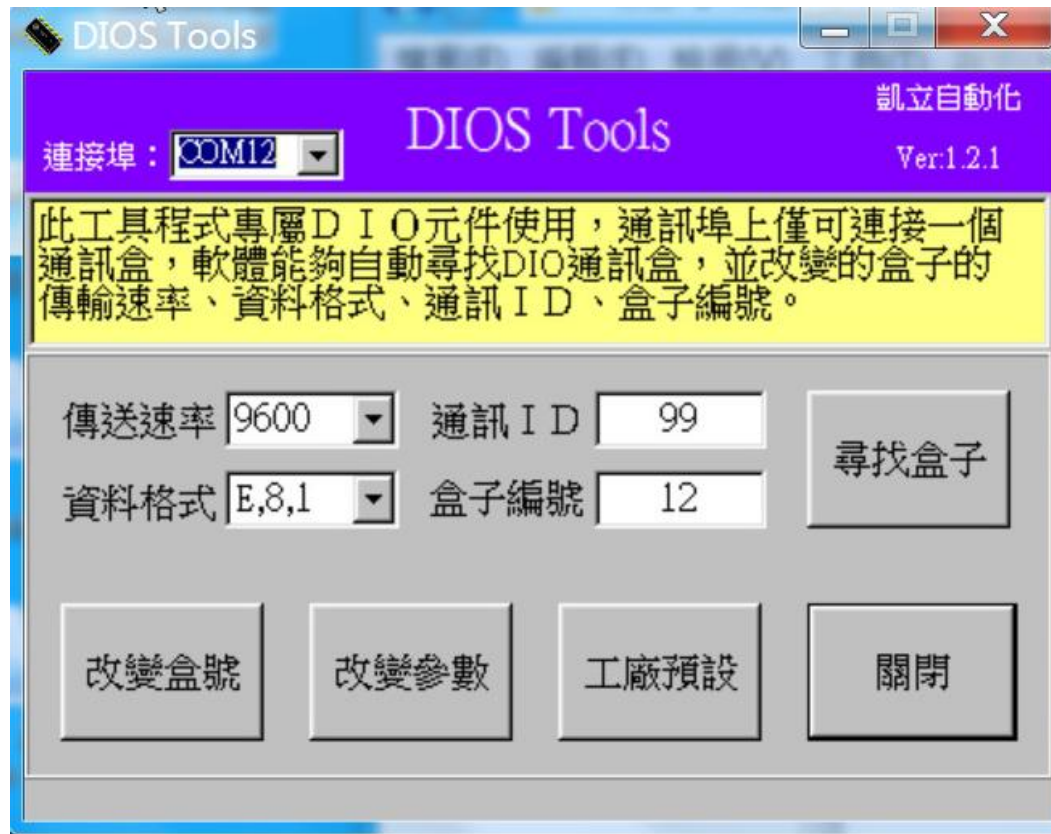 DIOS Tools
凱立自動化
DIOS Tools
連接埠：COM12
Ver:1.2.1
此工具程式專屬ＤＩＯ元件使用，通訊埠上僅可連接一個
通訊盒，軟體能夠自動尋找DIO通訊盒，並改變的盒子的
傳輸速率、資料格式、通訊ＩＤ、盒子編號。
傳送速率 9600 通訊ＩＤ 99
尋找盒子
資料格式 E,8,1 盒子編號 12
改變盒號 改變參數 工廠預設 關閉